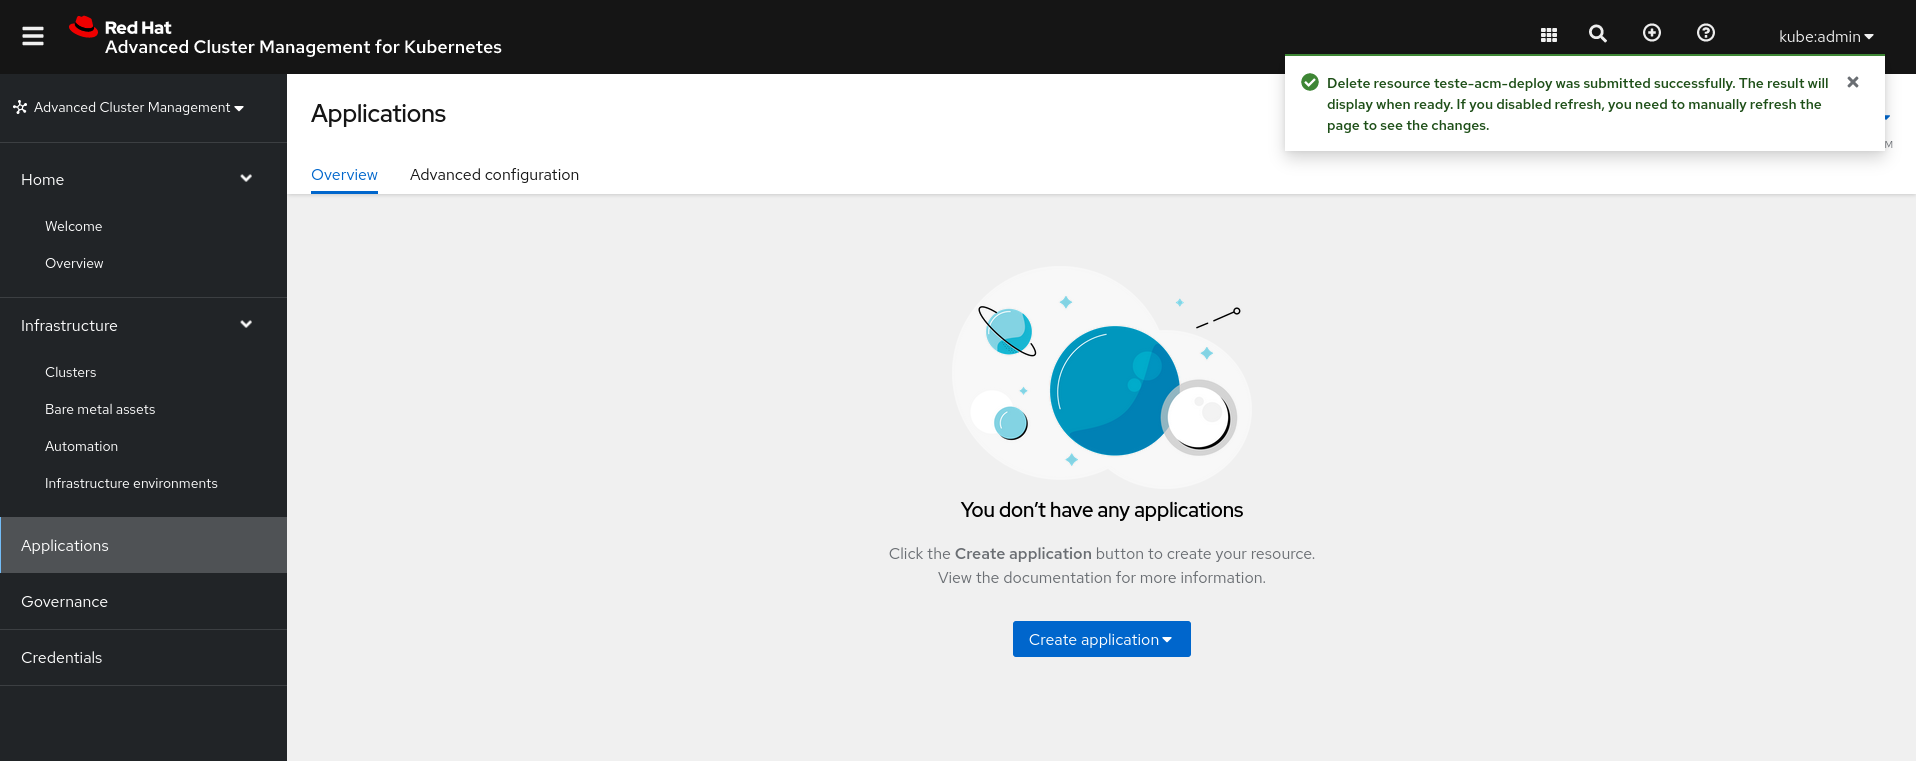 Red Hat
Advanced Cluster Management for Kubernetes
kube:admin
Delete resource teste-acm-deploy was submitted successfully. The result will
display when ready. If you disabled refresh, you need to manually refresh the
page to see the changes.
Advanced Cluster Management
Home
Welcome
Overview
Infrastructure
Clusters
Bare metal assets
Automation
Infrastructure environments
Applications
Governance
Credentials
Applications
M
Overview
Advanced configuration
You don't have any applications
Click the Create application button to create your resource.
View the documentation for more information.
Create application